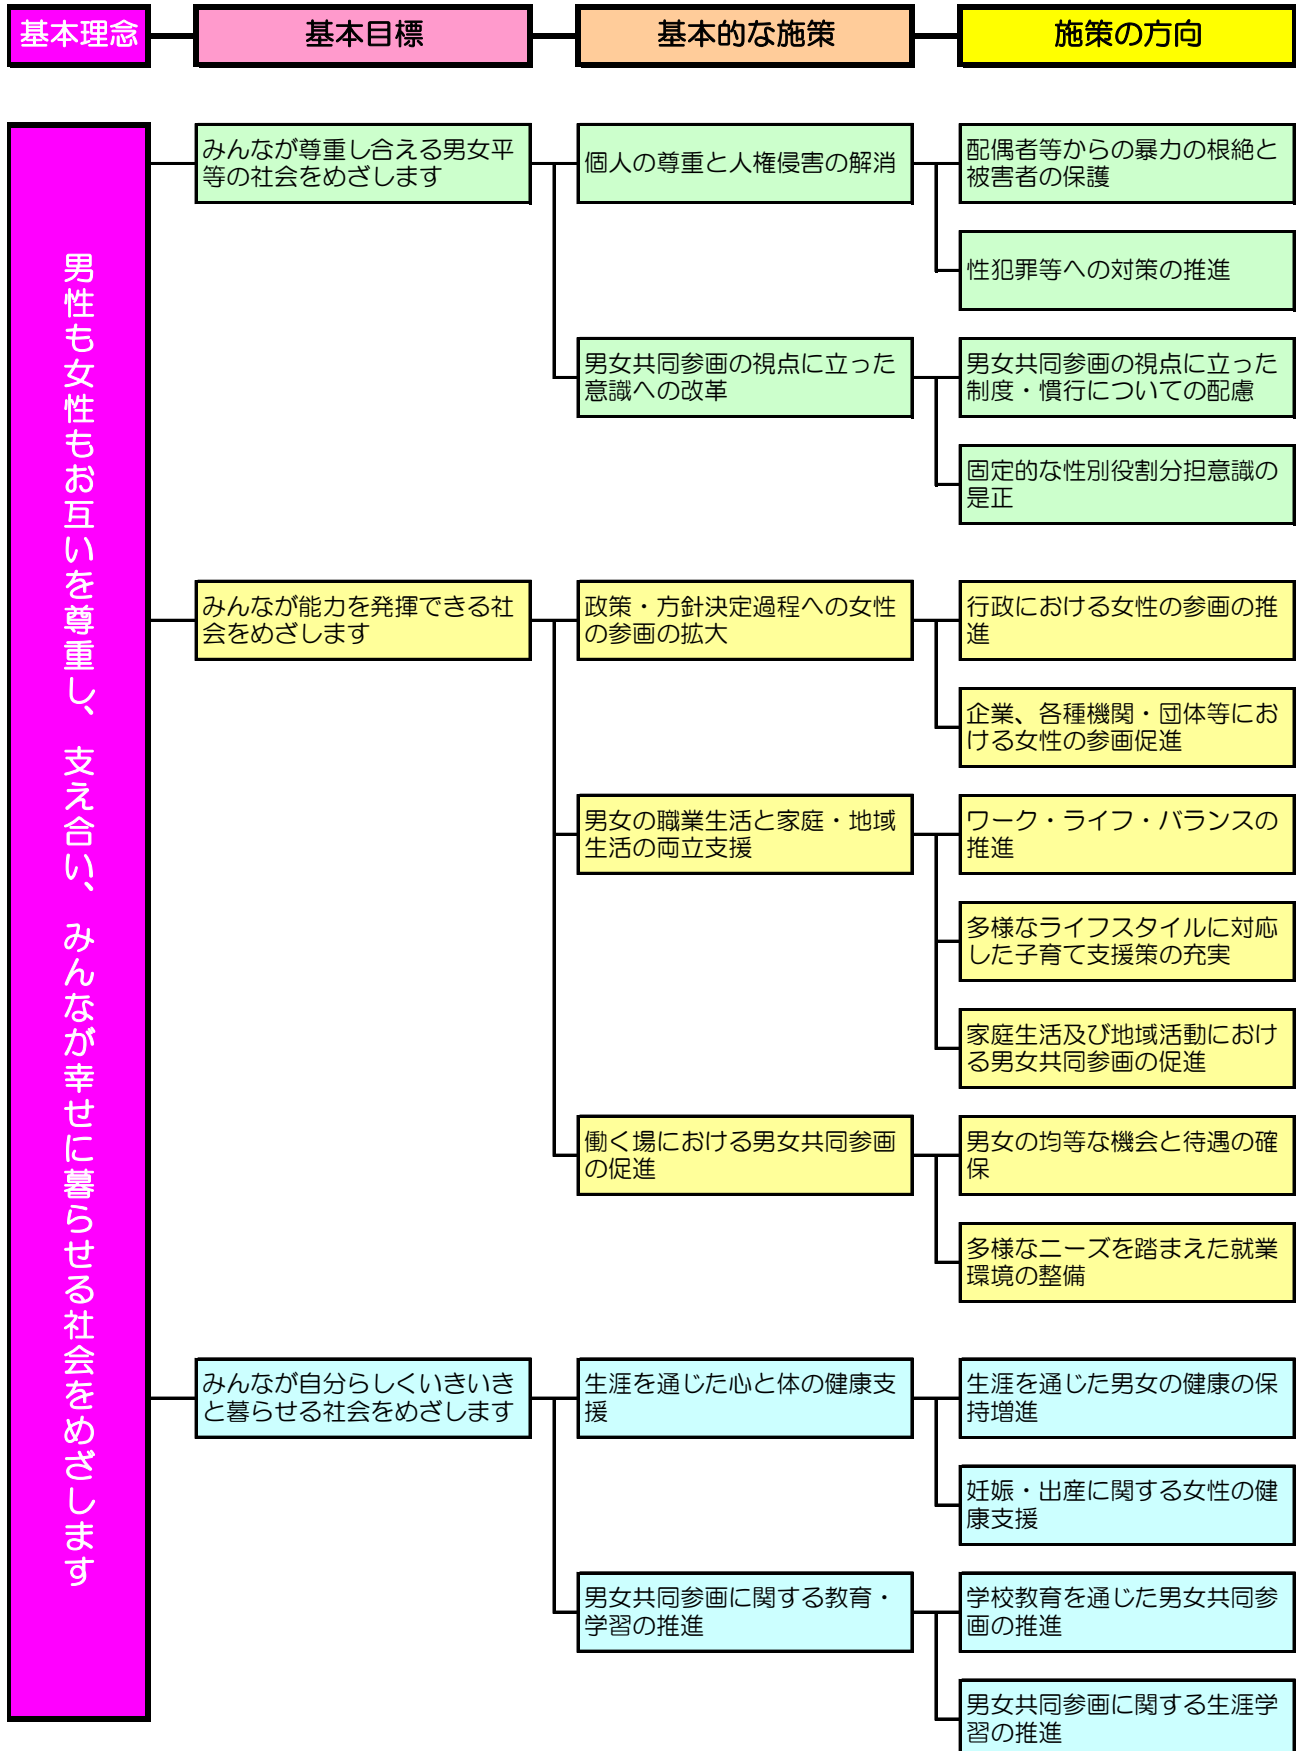 基本理念
基本目標
基本的な施策
施策の方向
男性も女性もお互いを尊重し、支え合い、みんなが幸せに暮らせる社会をめざします
みんなが尊重し合える男女平
等の社会をめざします
個人の尊重と人権侵害の解消
配偶者等からの暴力の根絶と
被害者の保護
性犯罪等への対策の推進
男女共同参画の視点に立った
意識への改革
男女共同参画の視点に立った
制度・慣行についての配慮
固定的な性別役割分担意識の
是正
みんなが能力を発揮できる社
会をめざします
政策・方針決定過程への女性
の参画の拡大
行政における女性の参画の推
進
企業、各種機関・団体等にお
ける女性の参画促進
男女の職業生活と家庭・地域
生活の両立支援
ワーク・ライフ・バランスの
推進
多様なライフスタイルに対応
した子育て支援策の充実
家庭生活及び地域活動におけ
る男女共同参画の促進
働く場における男女共同参画
の促進
男女の均等な機会と待遇の確
保
多様なニーズを踏まえた就業
環境の整備
みんなが自分らしくいきいき
と暮らせる社会をめざします
生涯を通じた心と体の健康支
援
生涯を通じた男女の健康の保
持増進
妊娠・出産に関する女性の健
康支援
男女共同参画に関する教育・
学習の推進
学校教育を通じた男女共同参
画の推進
男女共同参画に関する生涯学
習の推進